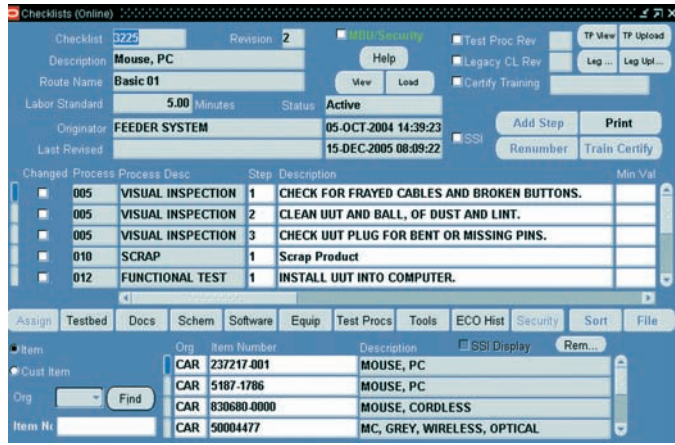 Checklists (Online)
Checklist 3225 Revision 2 MBU/Security Test Proc Rev TP View TP Upload
Description Mouse, PC Help Legacy CL Rev Leg ... Leg Upl...
Route Name Basic 01 View Load Certify Training
Labor Standard 5.00 Minutes Status Active
Originator FEEDER SYSTEM 05-OCT-2004 14:39:23 SSI Add Step Print
Last Revised 15-DEC-2005 08:09:22 Renumber Train Certify
Changed Process Process Desc Step Description Min Val
005 VISUAL INSPECTION 1 CHECK FOR FRAYED CABLES AND BROKEN BUTTONS.
005 VISUAL INSPECTION 2 CLEAN UUT AND BALL, OF DUST AND LINT.
005 VISUAL INSPECTION 3 CHECK UUT PLUG FOR BENT OR MISSING PINS.
010 SCRAP 1 Scrap Product
012 FUNCTIONAL TEST 1 INSTALL UUT INTO COMPUTER.
Assign Testbed Docs Schem Software Equip Test Procs Tools ECO Hist Security Sort File
Item Org Item Number Description SSI Display Rem...
Cust Item CAR 237217-001 MOUSE, PC
CAR 5187-1786 MOUSE, PC
Org Find CAR 830680-0000 MOUSE, CORDLESS
Item Nu CAR 50004477 MC, GREY, WIRELESS, OPTICAL